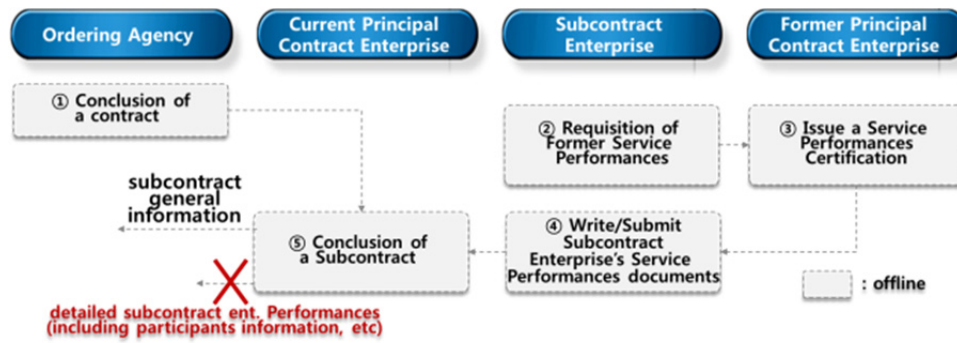 Ordering Agency
Current Principal
Contract Enterprise
Subcontract
Enterprise
Former Principal
Contract Enterprise
① Conclusion of
a contract
② Requisition of
Former Service
Performances
③ Issue a Service
Performances
Certification
subcontract
general
information
⑤ Conclusion of
a Subcontract
④ Write/Submit
Subcontract
Enterprise's Service
Performances documents
: offline
detailed subcontract ent. Performances
(including participants information, etc)